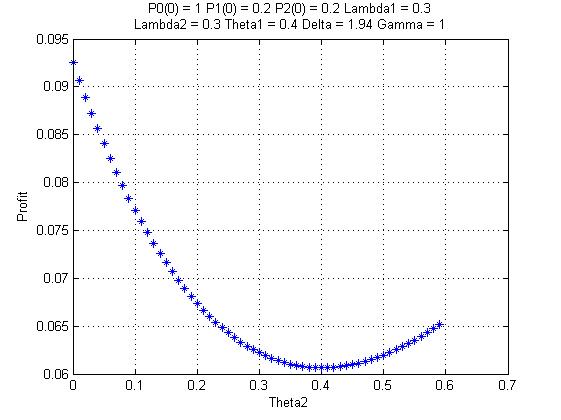 P0(0) = 1 P1(0) = 0.2 P2(0) = 0.2 Lambda1 = 0.3
Lambda2 = 0.3 Theta1 = 0.4 Delta = 1.94 Gamma = 1
0.095
0.09
0.085
0.08
0.075
0.07
0.065
0.06
Profit
0 0.1 0.2 0.3 0.4 0.5 0.6 0.7
Theta2